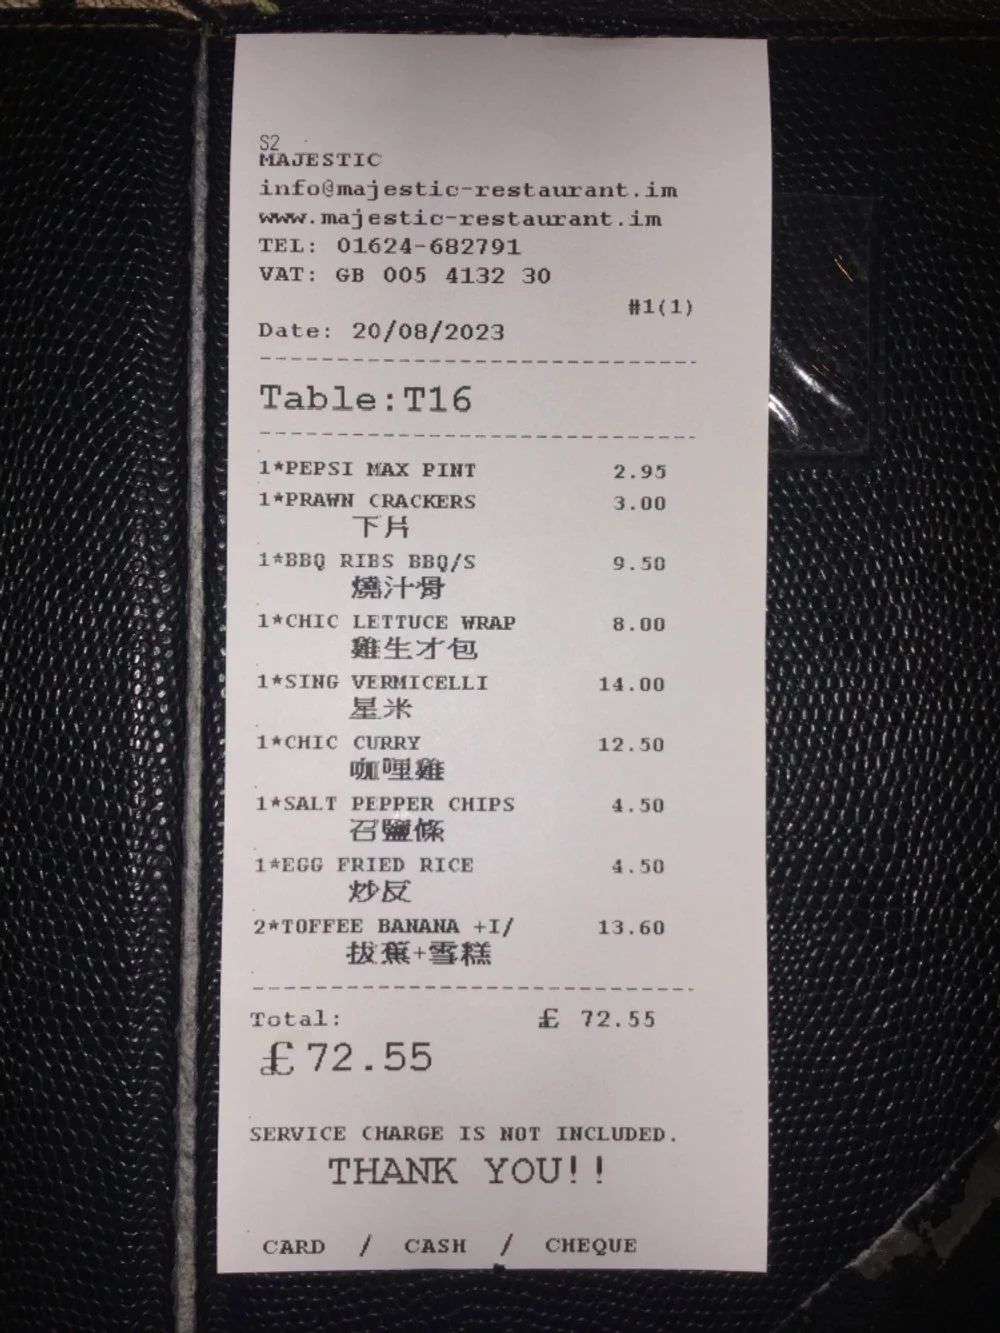 S2
MAJESTIC
info@majestic-restaurant.im
www.majestic-restaurant.im
TEL: 01624-682791
VAT: GB 005 4132 30
#1(1)
Date: 20/08/2023
Table:T16
1*PEPSI MAX PINT 2.95
1*PRAWN CRACKERS 3.00
下片
1*BBQ RIBS BBQ/S 9.50
燒汁骨
1*CHIC LETTUCE WRAP 8.00
雞生才包
1*SING VERMICELLI 14.00
星米
1*CHIC CURRY 12.50
咖哩雞
1*SALT PEPPER CHIPS 4.50
召鹽條
1*EGG FRIED RICE 4.50
炒反
2*TOFFEE BANANA +I/ 13.60
拔蕉+雪糕
Total: £ 72.55
£72.55
SERVICE CHARGE IS NOT INCLUDED.
THANK YOU!!
CARD / CASH / CHEQUE